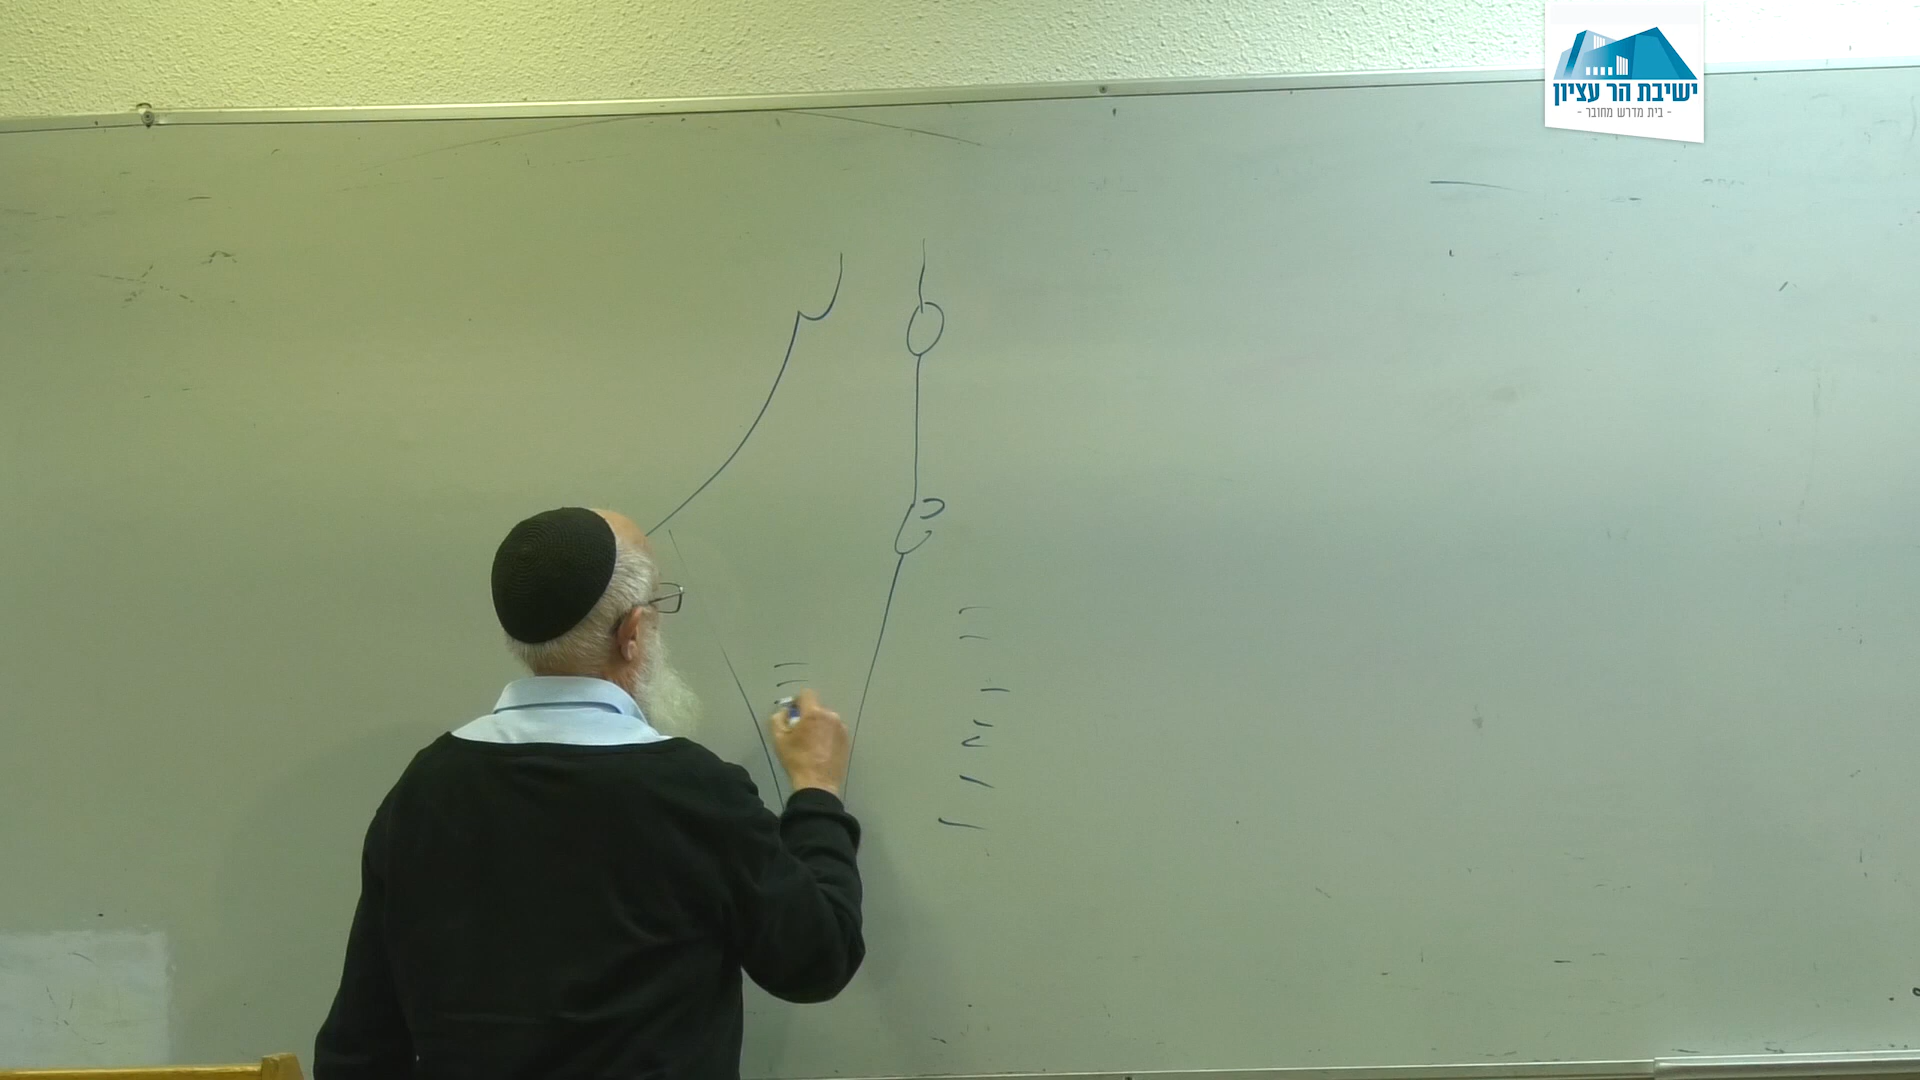 ישיבת הר עציון
- בית מדרש מחובר -